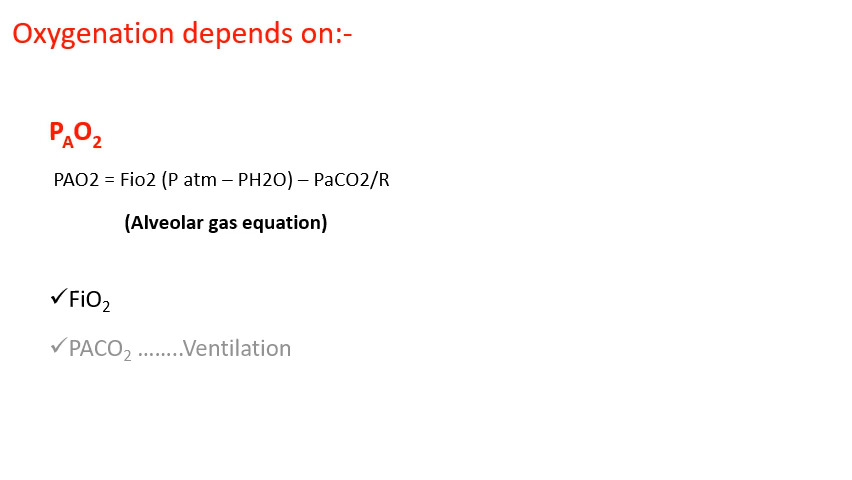 Oxygenation depends on:-
PAO2
PAO2 = Fio2 (P atm – PH2O) – PaCO2/R
(Alveolar gas equation)
✓FiO2
✓PACO2 ........Ventilation